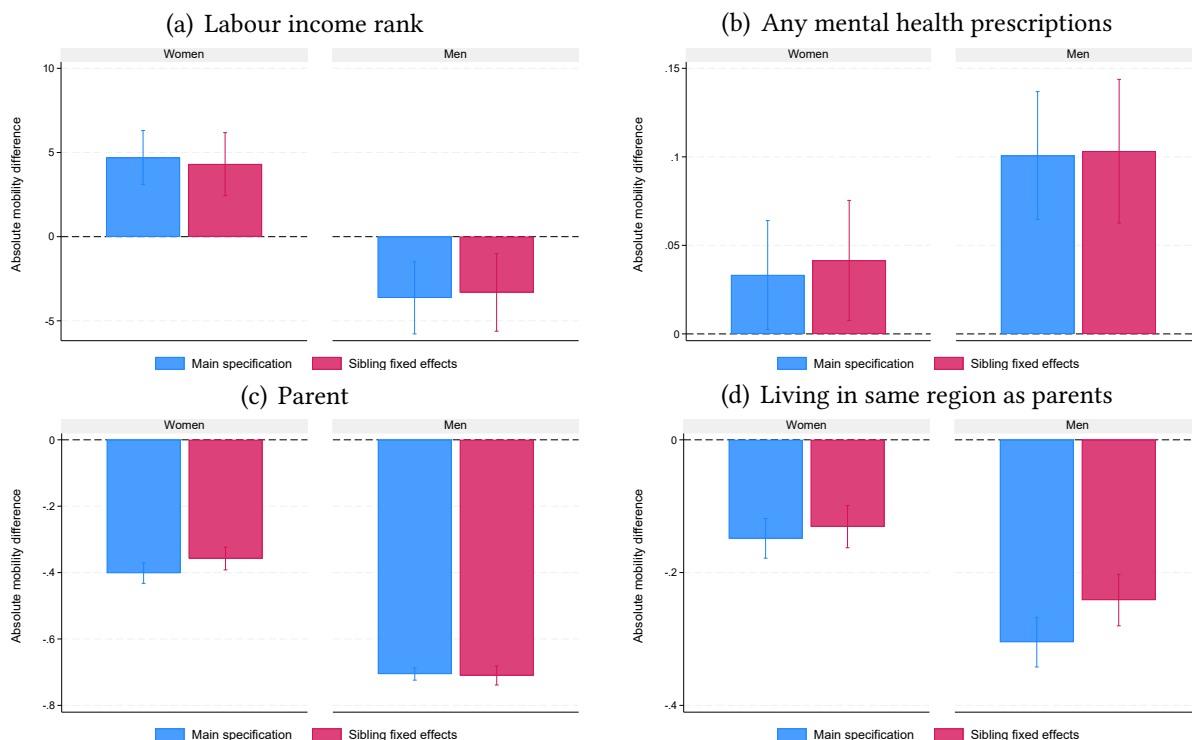 (a) Labour income rank
Women
Men
Absolute mobility difference
10
5
0
-5
Main specification
Sibling fixed effects
(b) Any mental health prescriptions
Women
Men
Absolute mobility difference
.15
.1
.05
0
Main specification
Sibling fixed effects
(c) Parent
Women
Men
Absolute mobility difference
0
-.2
-.4
-.6
-.8
Main specification
Sibling fixed effects
(d) Living in same region as parents
Women
Men
Absolute mobility difference
0
-.2
-.4
Main specification
Sibling fixed effects